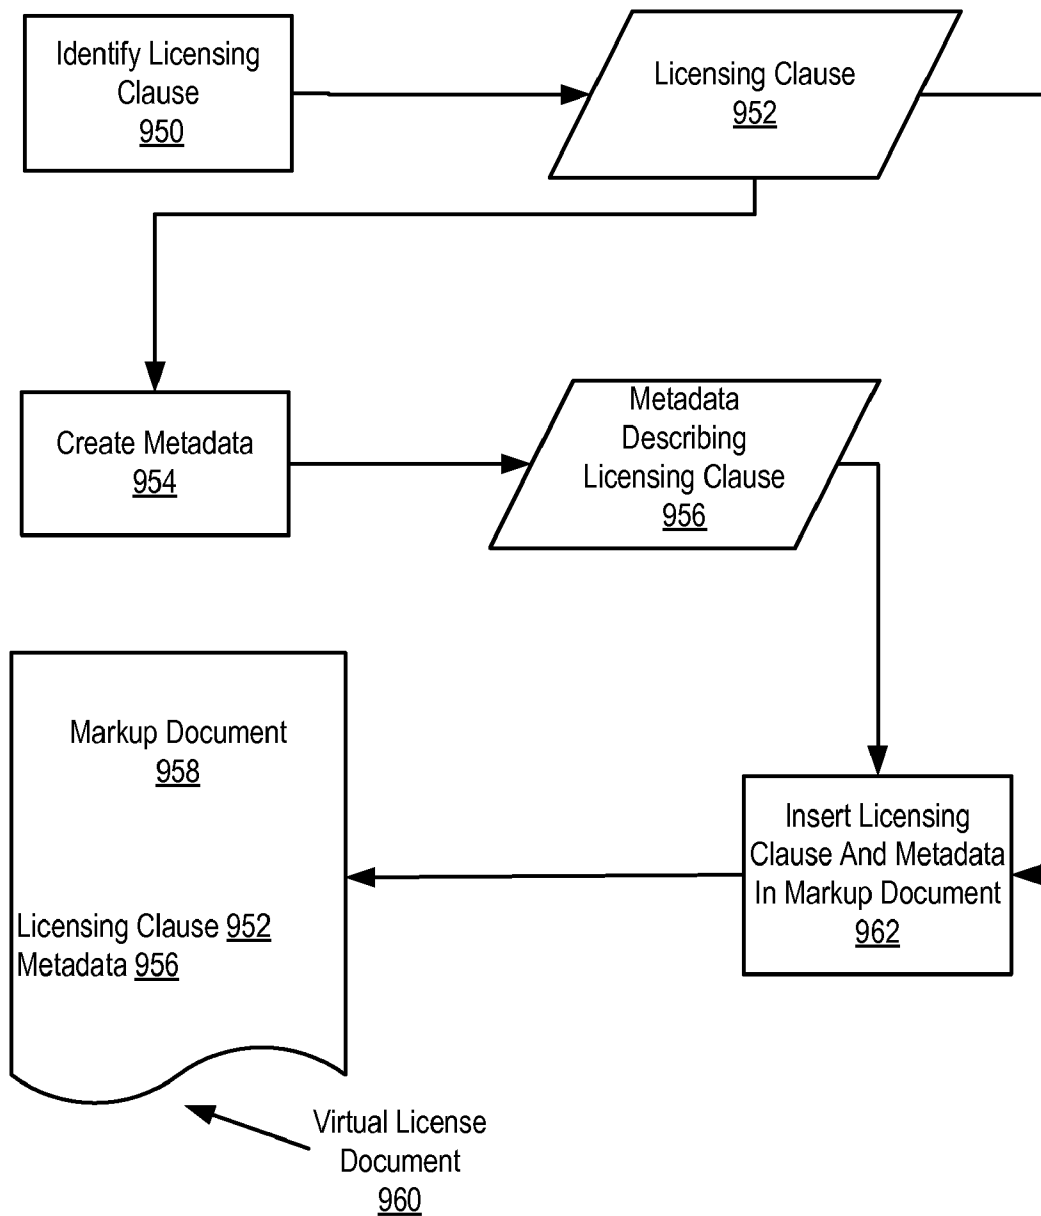 Identify Licensing
Clause
950
Licensing Clause
952
Create Metadata
954
Metadata
Describing
Licensing Clause
956
Markup Document
958
Licensing Clause 952
Metadata 956
Insert Licensing
Clause And Metadata
In Markup Document
962
Virtual License
Document
960